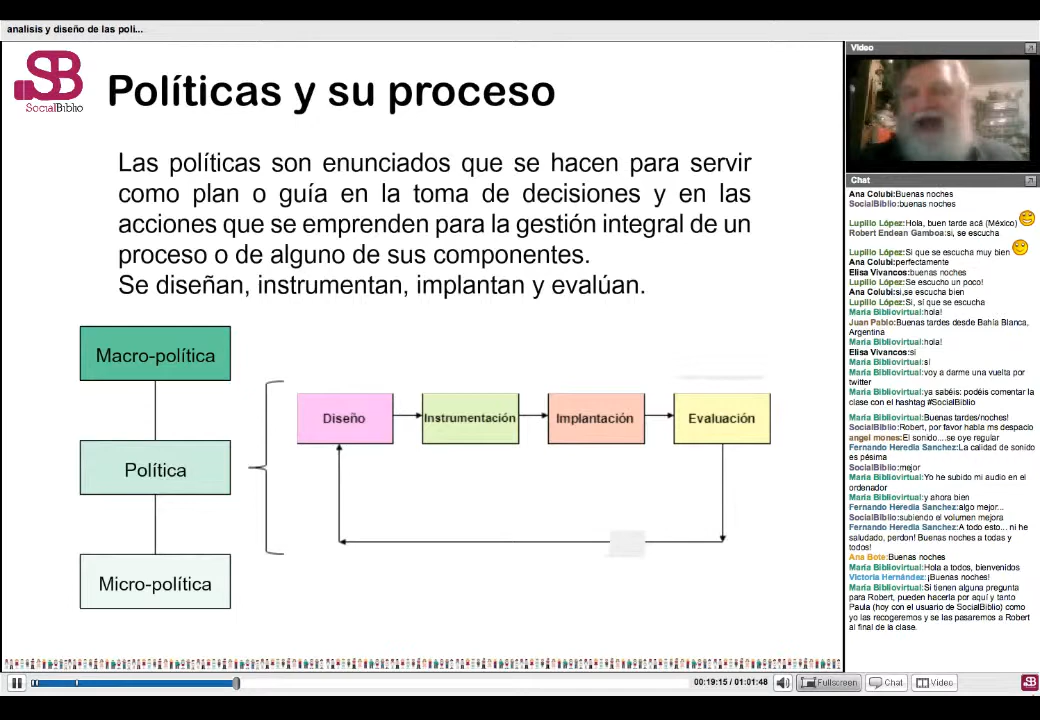 analisis y diseño de las poli...
SB
SocialBiblio
Políticas y su proceso
Las políticas son enunciados que se hacen para servir
como plan o guía en la toma de decisiones y en las
acciones que se emprenden para la gestión integral de un
proceso o de alguno de sus componentes.
Se diseñan, instrumentan, implantan y evalúan.
Macro-política
Política
Micro-política
Diseño
Instrumentación
Implantación
Evaluación
Video
Chat
Ana Colubi:Buenas noches
SocialBiblio:buenas noches
Lupillo López:Hola, buen tarde acá (México)
Robert Endean Gamboa:si, se escucha
Lupillo López:Si que se escucha muy bien
Ana Colubi:perfectamente
Elisa Vivancos:buenas noches
Lupillo López:Se escucho un poco!
Ana Colubi:si,se escucha bien
Lupillo López:Si, sí que se escucha
María Bibliovirtual:hola!
Juan Pablo:Buenas tardes desde Bahía Blanca,
Argentina
María Bibliovirtual:hola!
Elisa Vivancos:si
María Bibliovirtual:sí
María Bibliovirtual:voy a darme una vuelta por
twitter
María Bibliovirtual:ya sabéis: podéis comentar la
clase con el hashtag #SocialBiblio
María Bibliovirtual:Buenas tardes/noches!
SocialBiblio:Robert, por favor habla ms despacio
angel mones:El sonido....se oye regular
Fernando Heredia Sanchez:La calidad de sonido
es pésima
SocialBiblio:mejor
María Bibliovirtual:Yo he subido mi audio en el
ordenador
María Bibliovirtual:y ahora bien
Fernando Heredia Sanchez:algo mejor...
SocialBiblio:subiendo el volumen mejora
Fernando Heredia Sanchez:A todo esto... ni he
saludado, perdon! Buenas noches a todas y
todos!
Ana Bote:Buenas noches
María Bibliovirtual:Hola a todos, bienvenidos
Victoria Hernández:¡Buenas noches!
María Bibliovirtual:Si tienen alguna pregunta
para Robert, pueden hacerla por aquí y tanto
Paula (hoy con el usuario de SocialBiblio) como
yo las recogeremos y se las pasaremos a Robert
al final de la clase.
00:19:15 / 01:01:48
Fullscreen
Chat
Video
SB